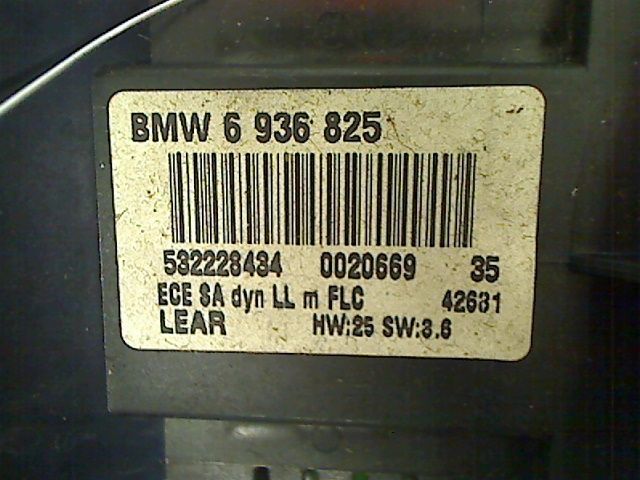 BMW 6 936 825
532228434 0020669 35
ECE SA dyn LL m FLC 42631
LEAR HW:25 SW:3.6